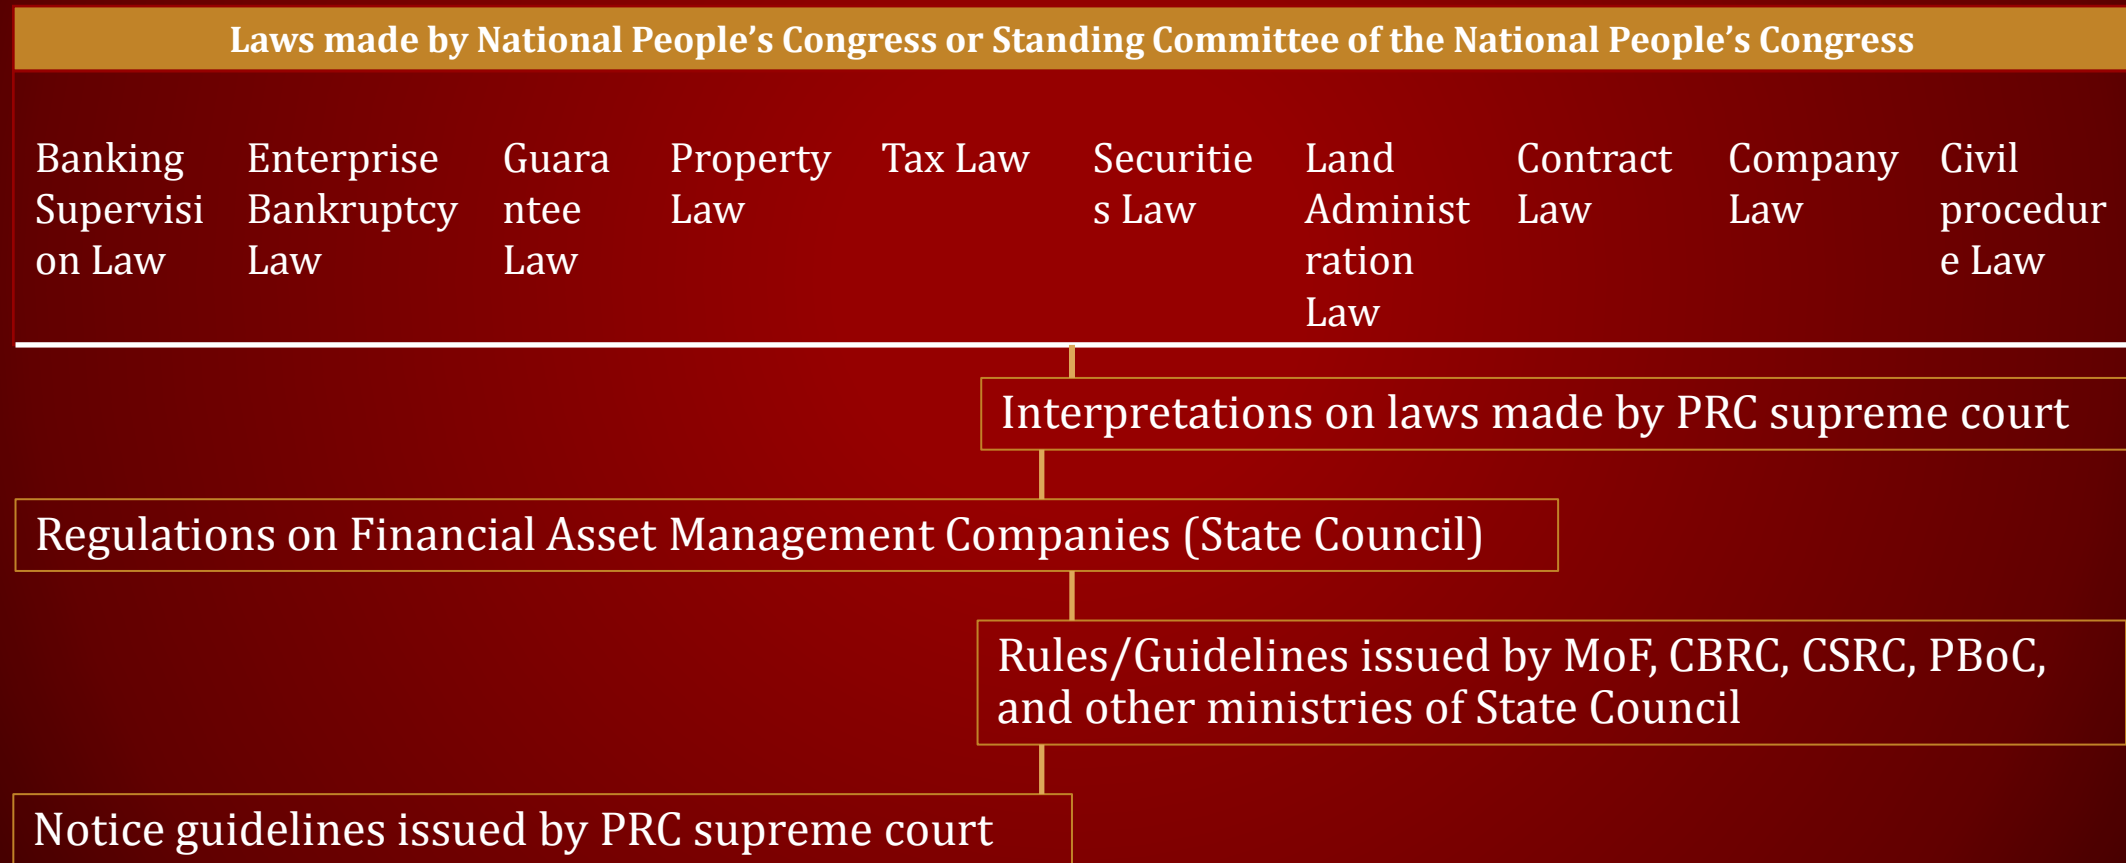 Laws made by National People’s Congress or Standing Committee of the National People’s Congress
Banking
Supervisi
on Law
Enterprise
Bankruptcy
Law
Guara
ntee
Law
Property
Law
Tax Law
Securitie
s Law
Land
Administ
ration
Law
Contract
Law
Company
Law
Civil
procedur
e Law
Interpretations on laws made by PRC supreme court
Regulations on Financial Asset Management Companies (State Council)
Rules/Guidelines issued by MoF, CBRC, CSRC, PBoC,
and other ministries of State Council
Notice guidelines issued by PRC supreme court